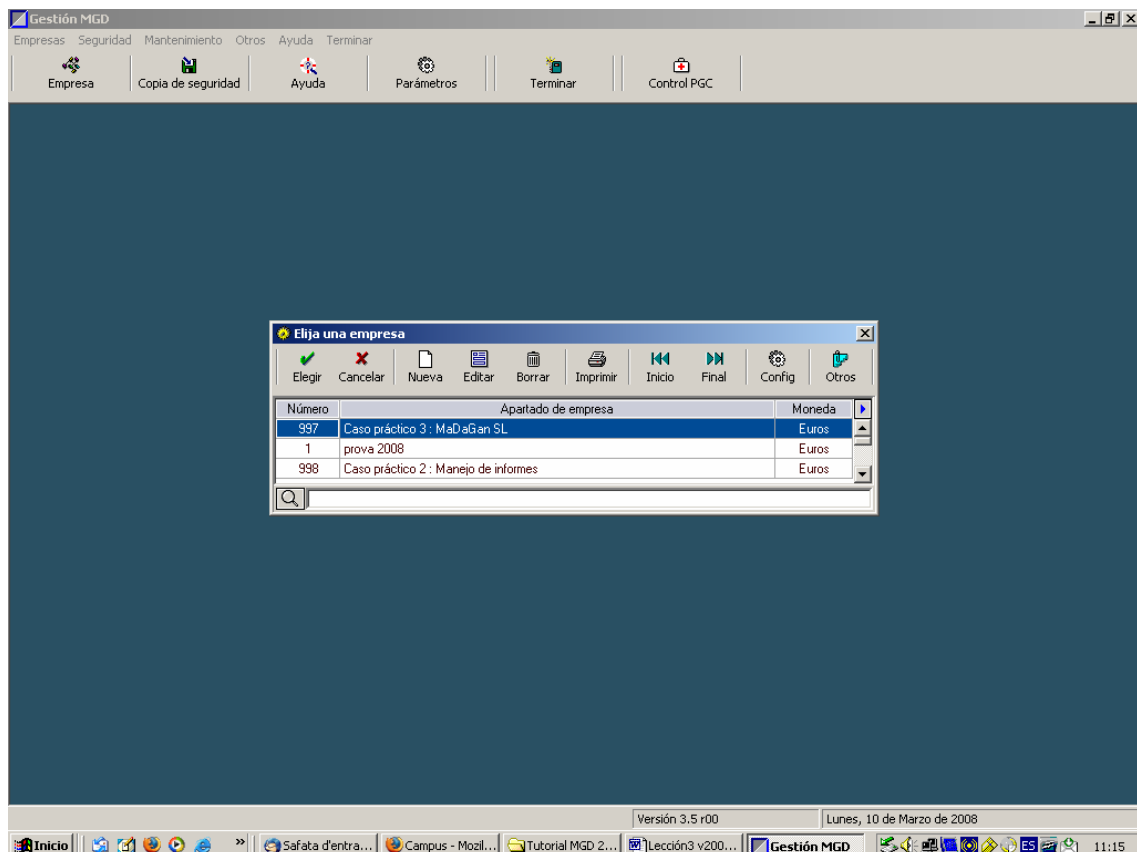 Gestión MGD
Empresas Seguridad Mantenimiento Otros Ayuda Terminar
Empresa Copia de seguridad Ayuda Parámetros Terminar Control PGC
Elija una empresa
Elegir Cancelar Nueva Editar Borrar Imprimir Inicio Final Config Otros
Número Apartado de empresa Moneda
997 Caso práctico 3 : MaDaGan SL Euros
1 prova 2008 Euros
998 Caso práctico 2 : Manejo de informes Euros
Versión 3.5 r00 Lunes, 10 de Marzo de 2008
Inicio » Safata d'entra... Campus - Mozil... Tutorial MGD 2... Lección3 v200... Gestión MGD ES 11:15